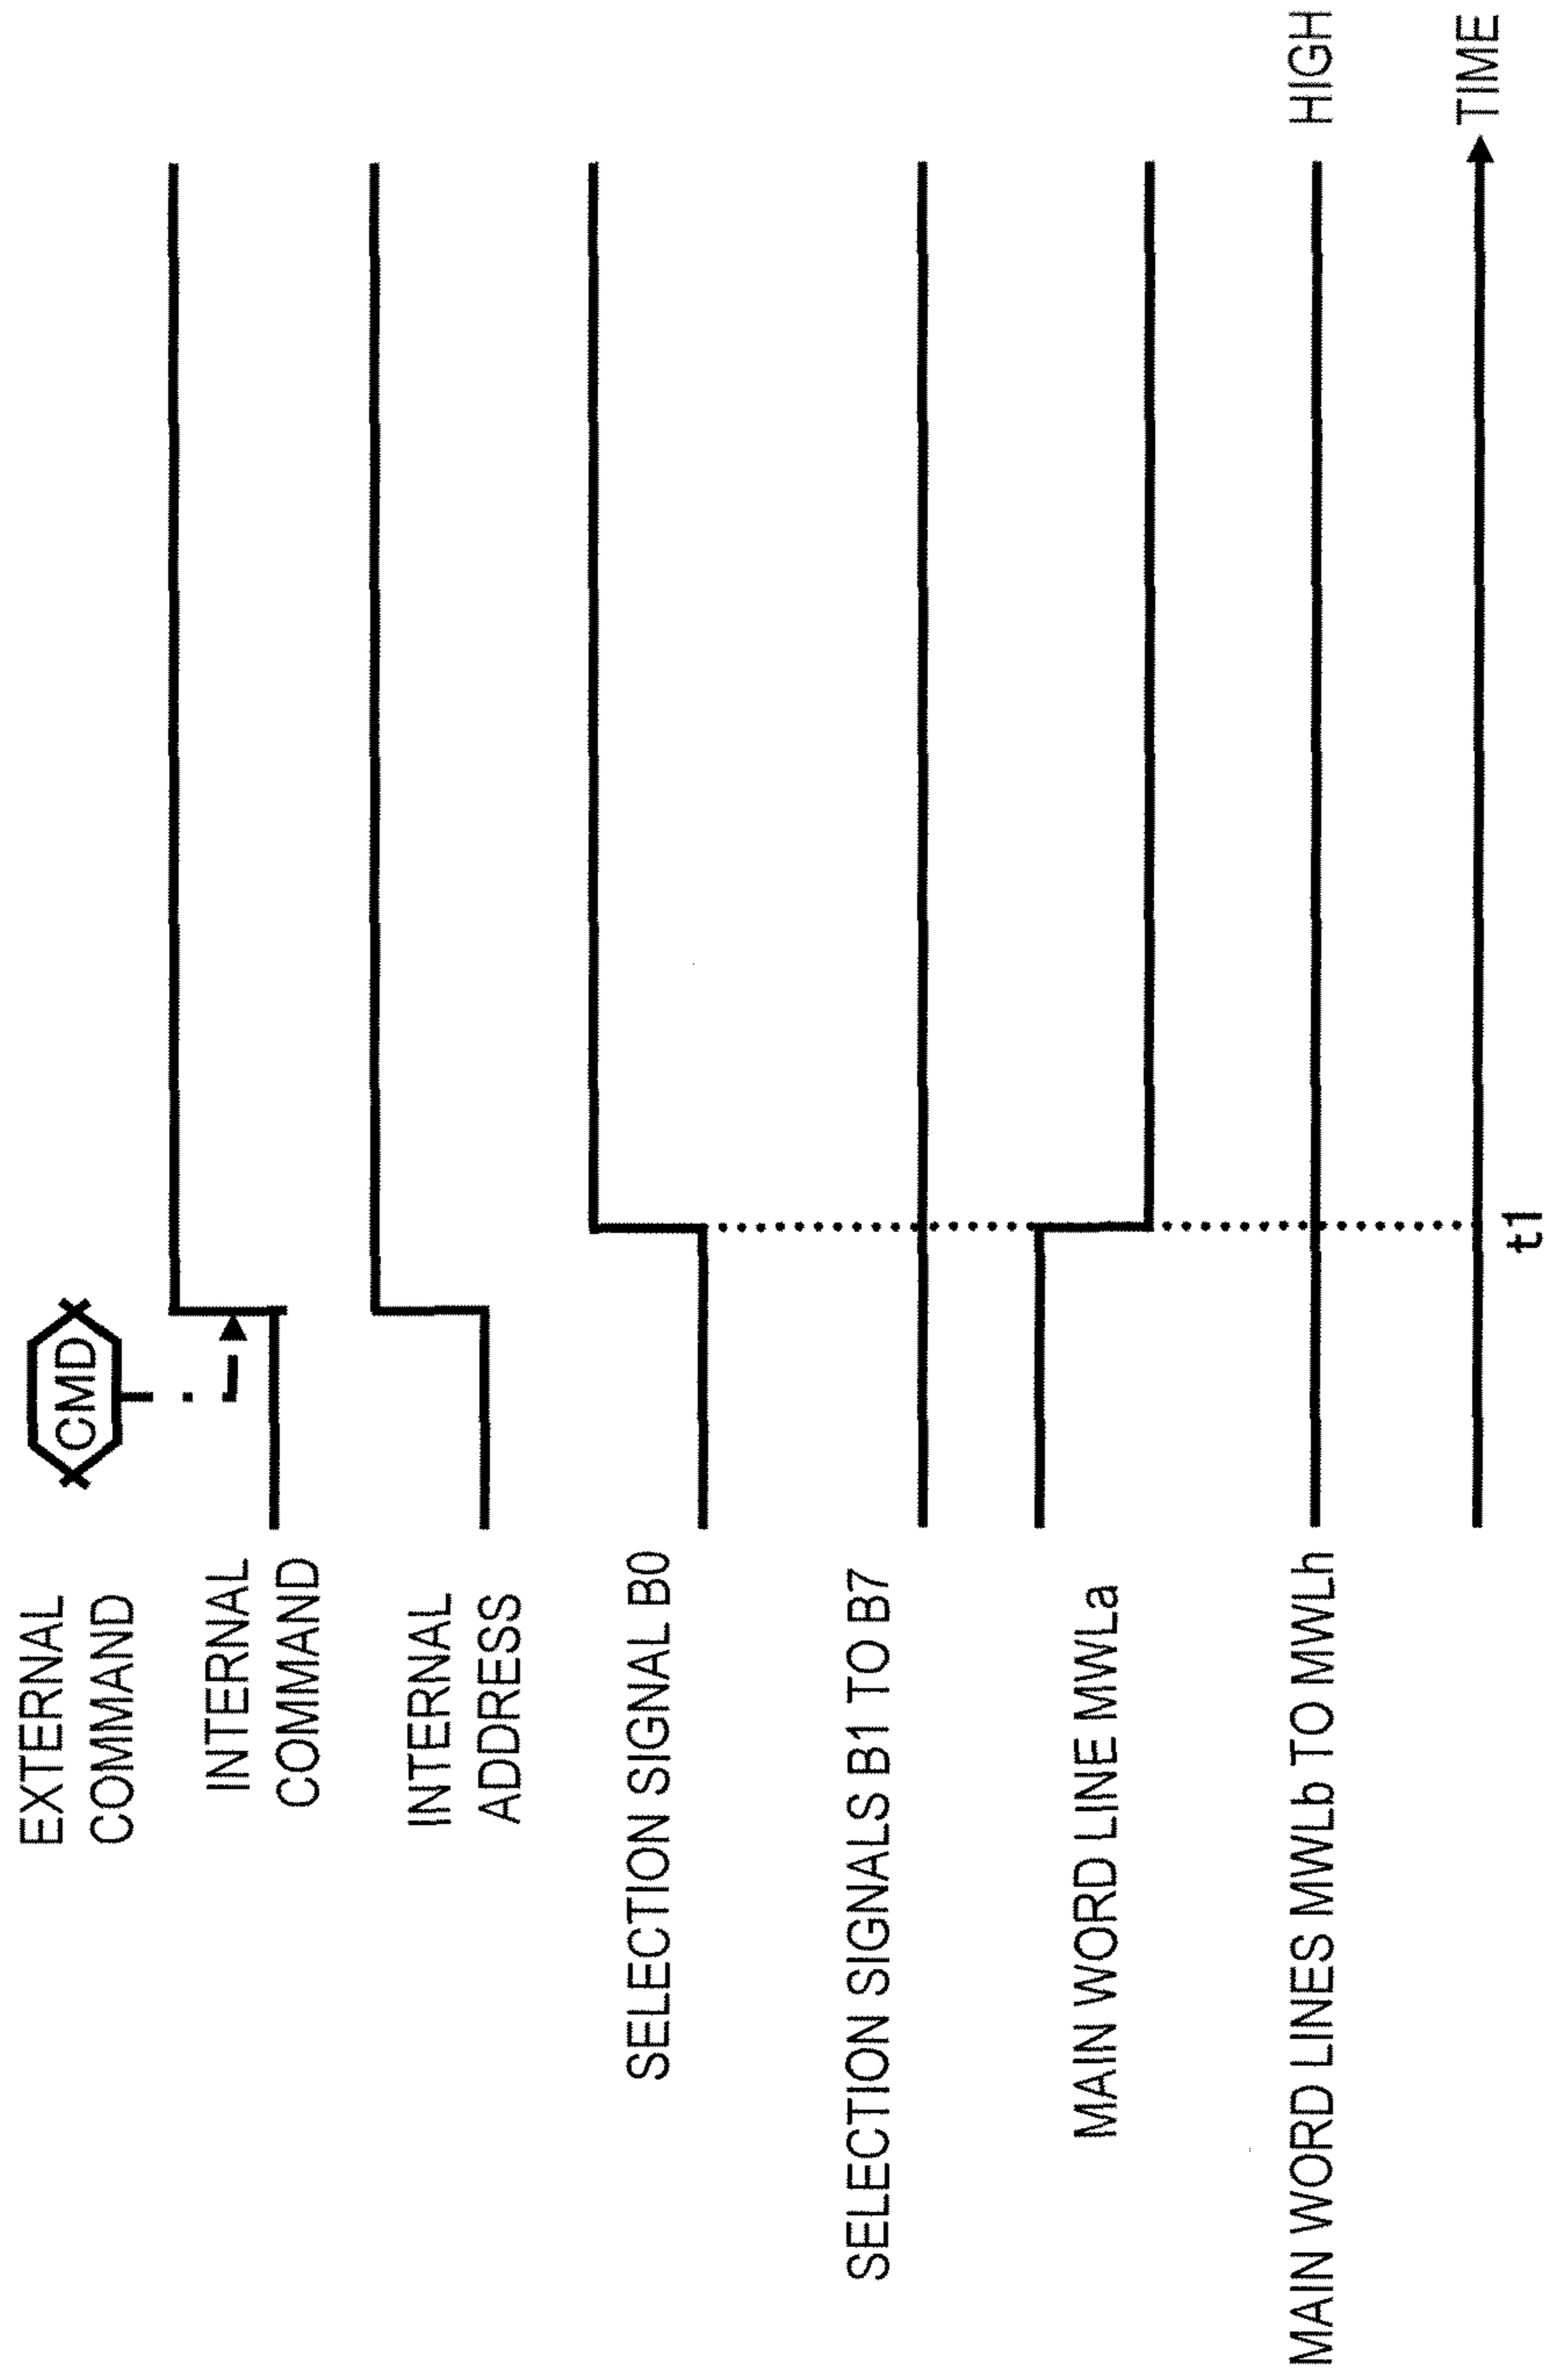 EXTERNAL
COMMAND
CMD
INTERNAL
COMMAND
INTERNAL
ADDRESS
SELECTION SIGNAL B0
SELECTION SIGNALS B1 TO B7
MAIN WORD LINE MWLa
MAIN WORD LINES MWLb TO MWLh
HIGH
TIME
t1